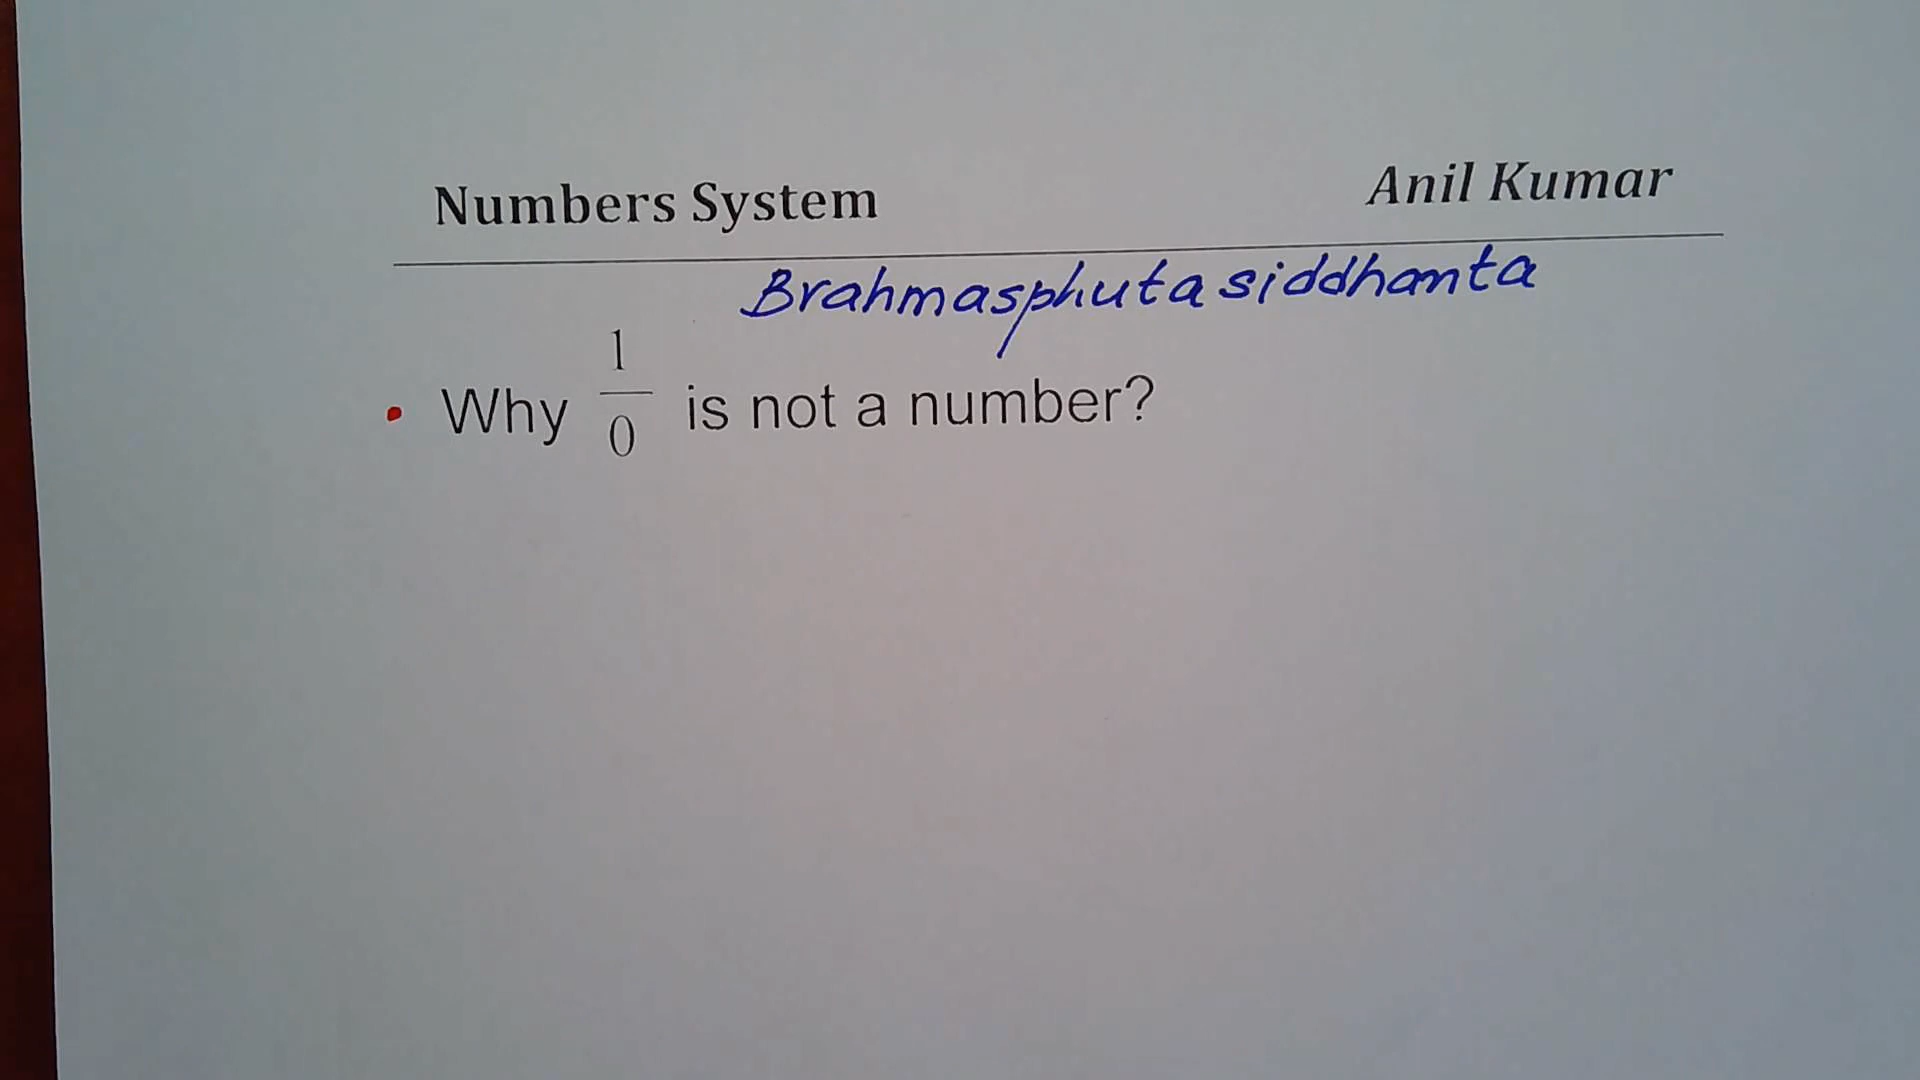 Numbers System Anil Kumar
Brahmasphutasiddhanta
• Why 1/0 is not a number?